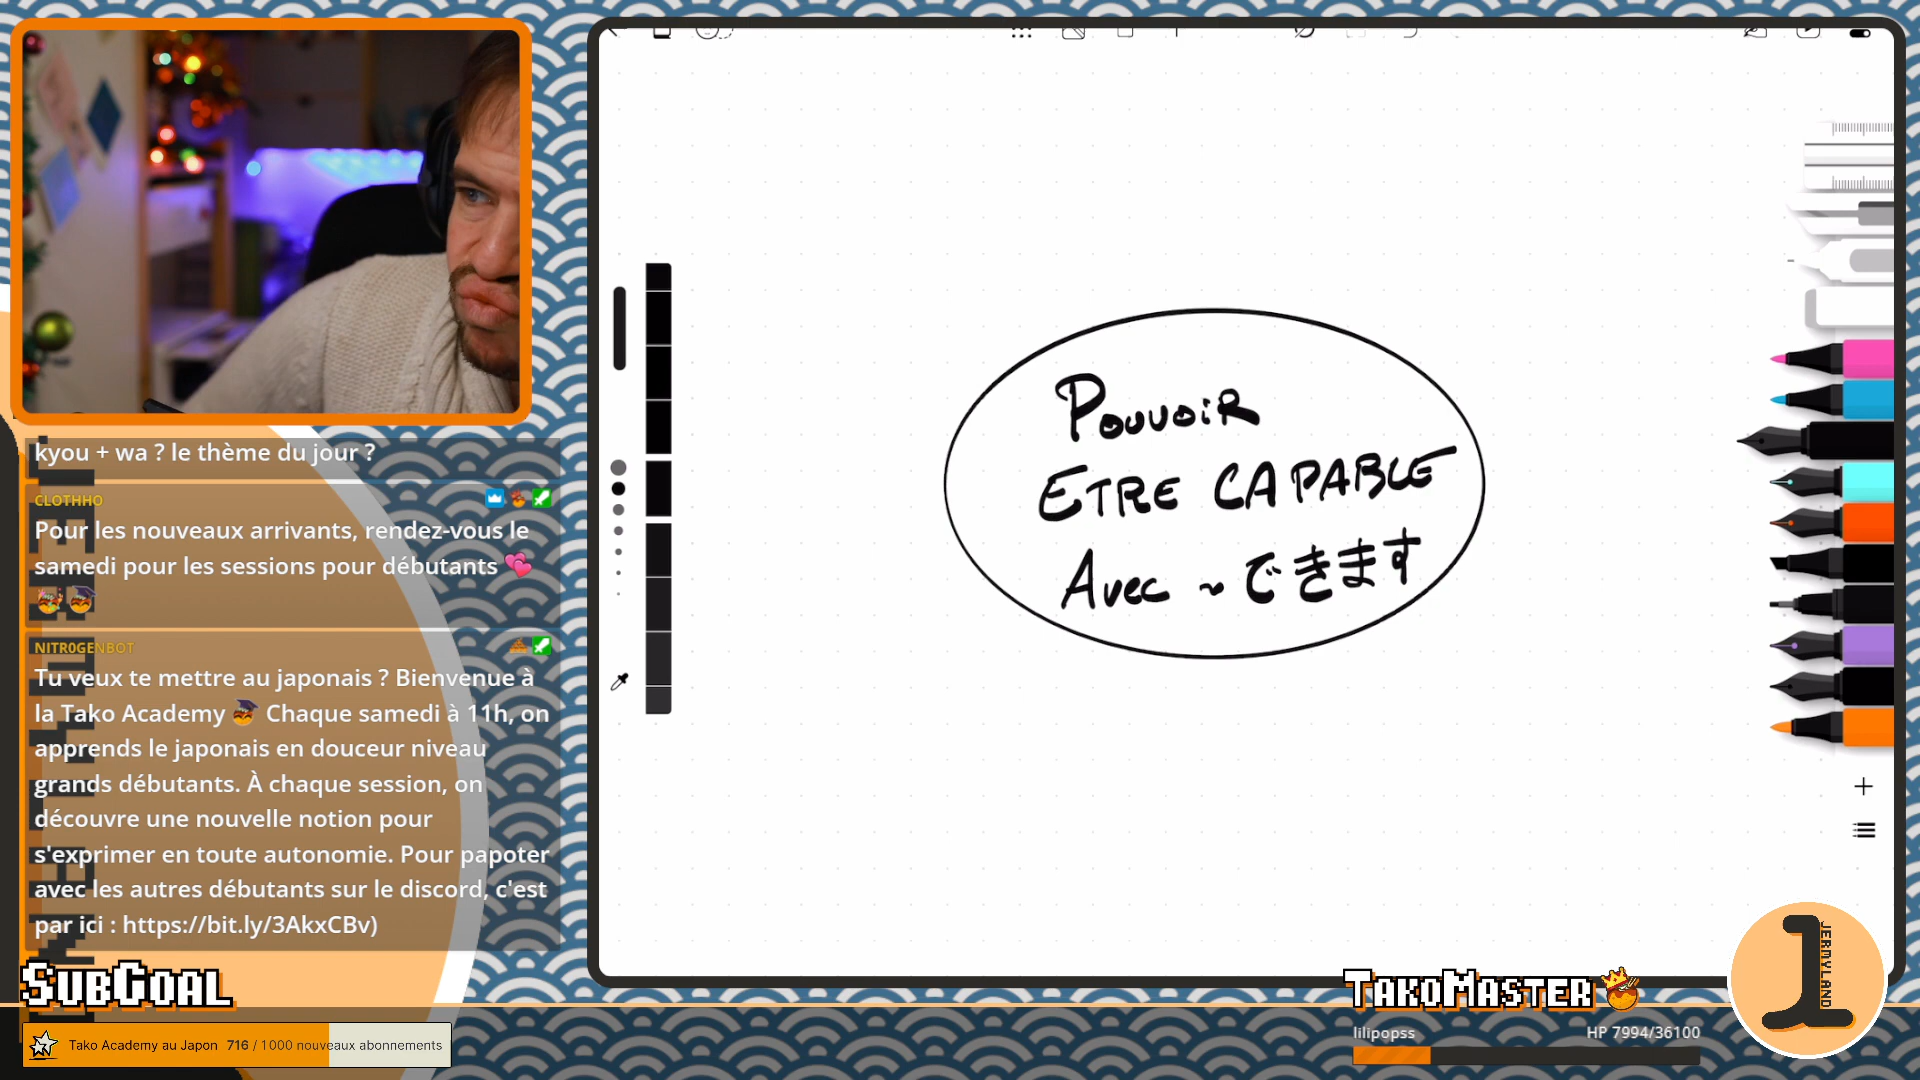 kyou + wa ? le thème du jour ?
CLOTHHO
Pour les nouveaux arrivants, rendez-vous le
samedi pour les sessions pour débutants
NITR0GENBOT
Tu veux te mettre au japonais ? Bienvenue à
la Tako Academy Chaque samedi à 11h, on
apprends le japonais en douceur niveau
grands débutants. À chaque session, on
découvre une nouvelle notion pour
s'exprimer en toute autonomie. Pour papoter
avec les autres débutants sur le discord, c'est
par ici : https://bit.ly/3AkxCBv)
SUBGOAL
Tako Academy au Japon 716 / 1000 nouveaux abonnements
POUVOIR
ETRE CAPABLE
AVEC ~できます
TAKOMASTER
lilipopss HP 7994/36100
JEREMYLAND